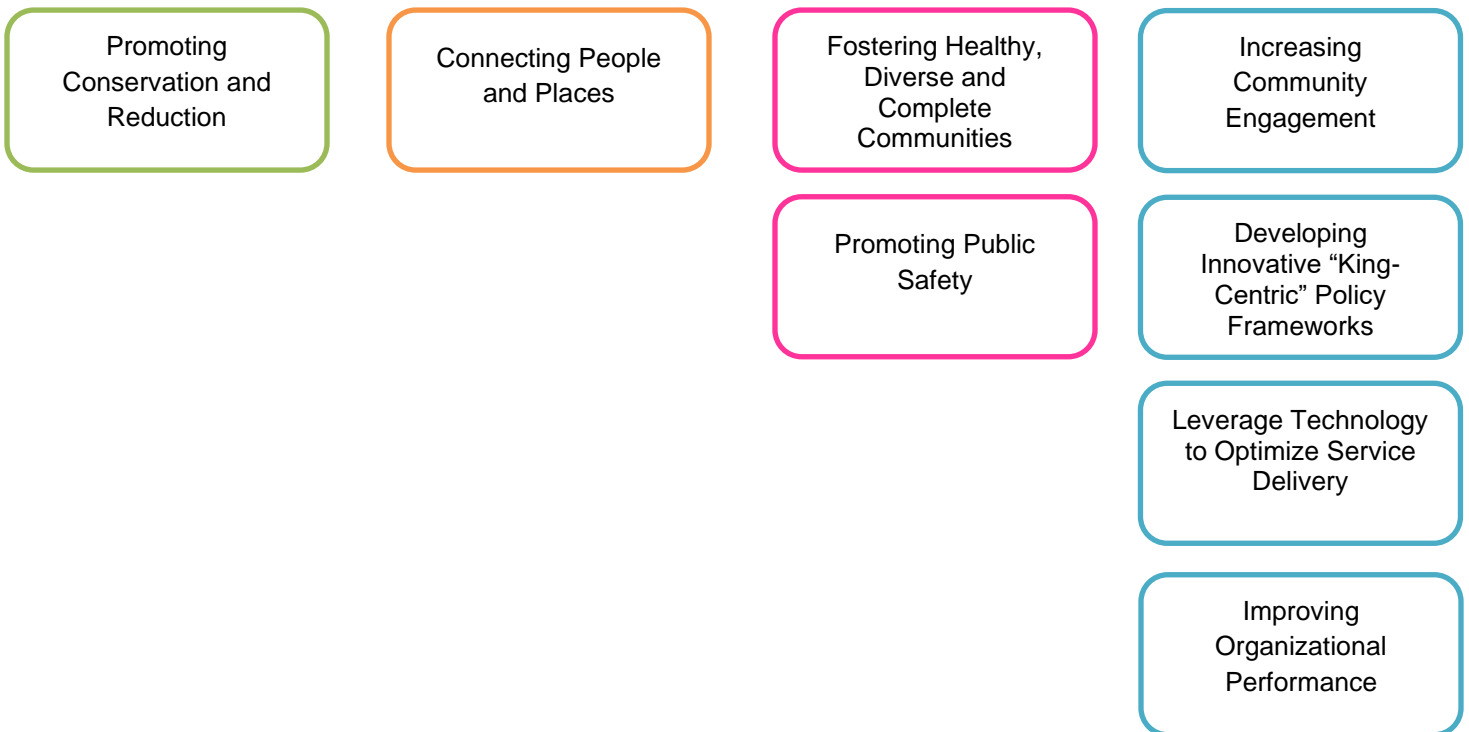 Promoting
Conservation and
Reduction
Connecting People
and Places
Fostering Healthy,
Diverse and
Complete
Communities
Increasing
Community
Engagement
Promoting Public
Safety
Developing
Innovative “King-
Centric” Policy
Frameworks
Leverage Technology
to Optimize Service
Delivery
Improving
Organizational
Performance